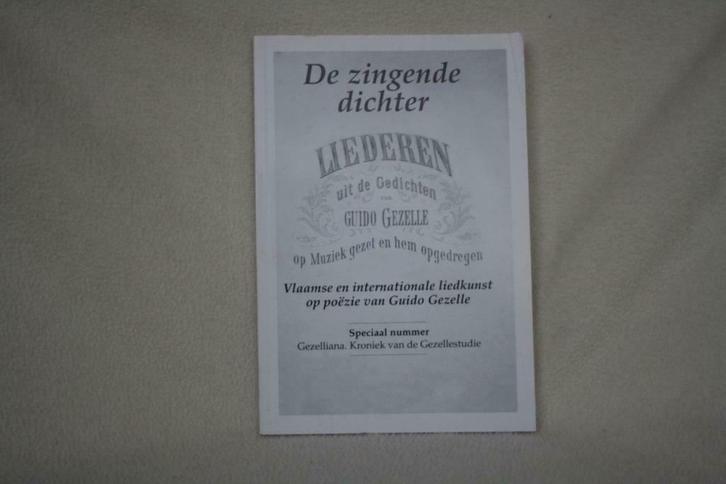 De zingende
dichter
LIEDEREN
uit de Gedichten
van
GUIDO GEZELLE
op Muziek gezet en hem opgedregen
Vlaamse en internationale liedkunst
op poëzie van Guido Gezelle
Speciaal nummer
Gezelliana. Kroniek van de Gezellestudie